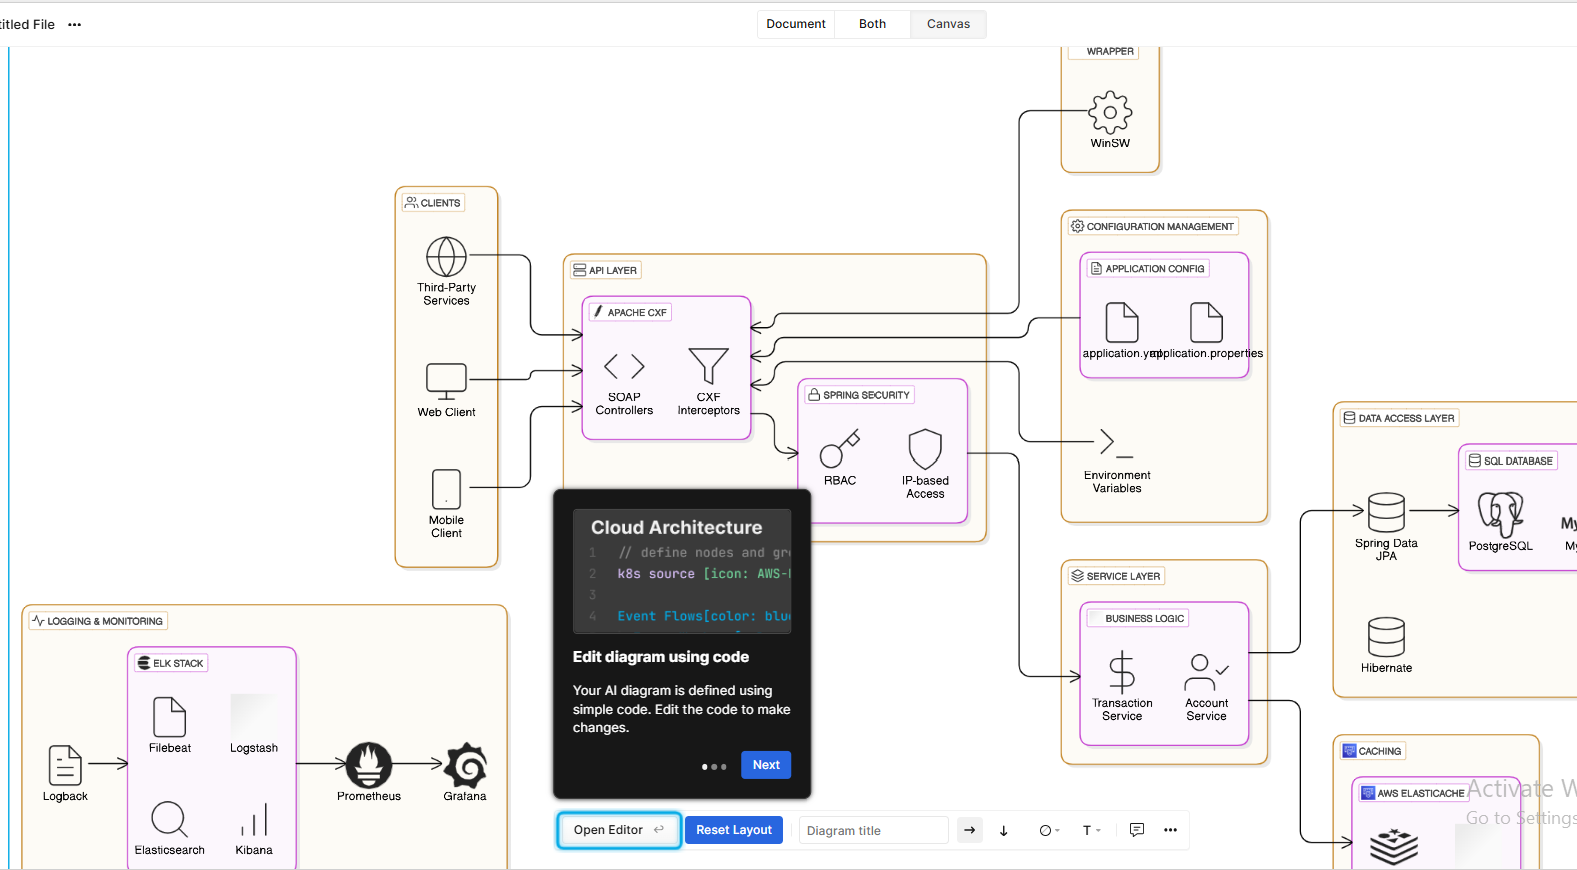 titled File
Document
Both
Canvas
WRAPPER
WinSW
CLIENTS
Third-Party
Services
Web Client
Mobile
Client
API LAYER
APACHE CXF
SOAP
Controllers
CXF
Interceptors
SPRING SECURITY
RBAC
IP-based
Access
CONFIGURATION MANAGEMENT
APPLICATION CONFIG
application.yml
application.properties
Environment
Variables
DATA ACCESS LAYER
SQL DATABASE
Spring Data
JPA
PostgreSQL
My
My
Hibernate
SERVICE LAYER
BUSINESS LOGIC
Transaction
Service
Account
Service
CACHING
AWS ELASTICACHE
LOGGING & MONITORING
ELK STACK
Filebeat
Logstash
Logback
Prometheus
Grafana
Elasticsearch
Kibana
Cloud Architecture
1 // define nodes and gr
2 k8s source [icon: AWS-
3
4 Event Flows[color: blue
Edit diagram using code
Your AI diagram is defined using
simple code. Edit the code to make
changes.
Next
Open Editor
Reset Layout
Diagram title
T
Activate W
Go to Settings